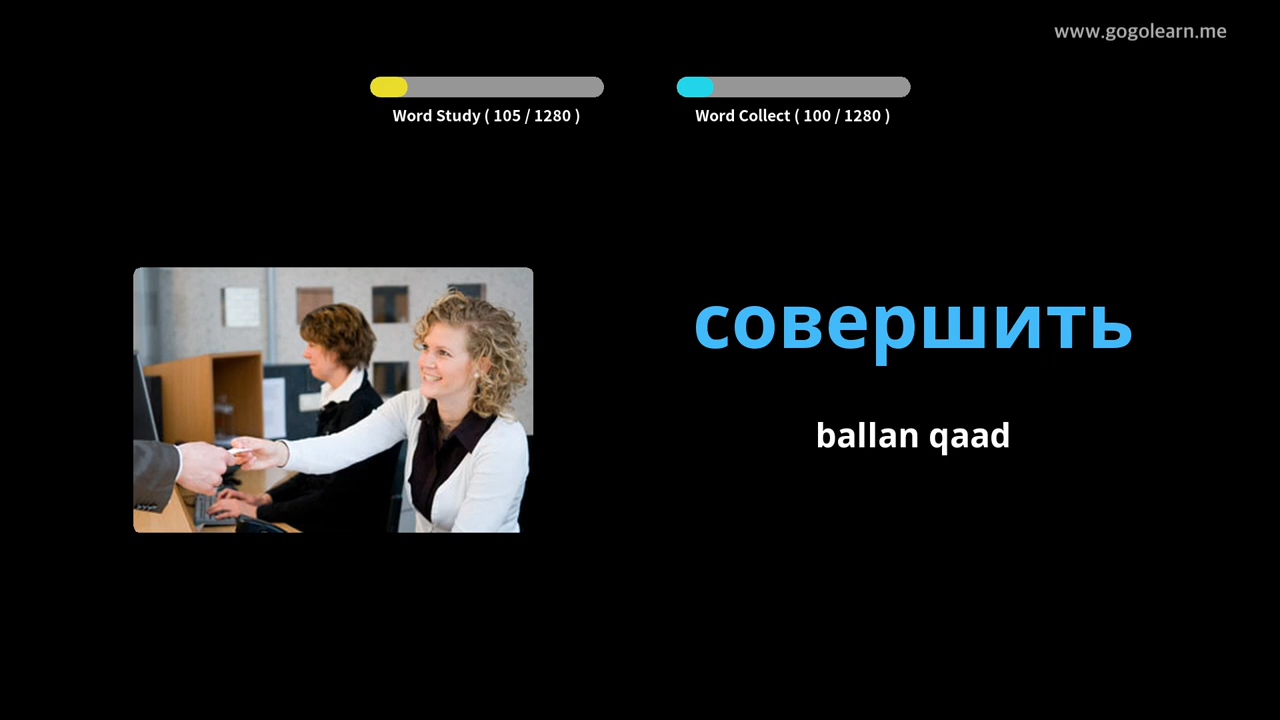 www.gogolearn.me
Word Study ( 105 / 1280 )
Word Collect ( 100 / 1280 )
совершить
ballan qaad